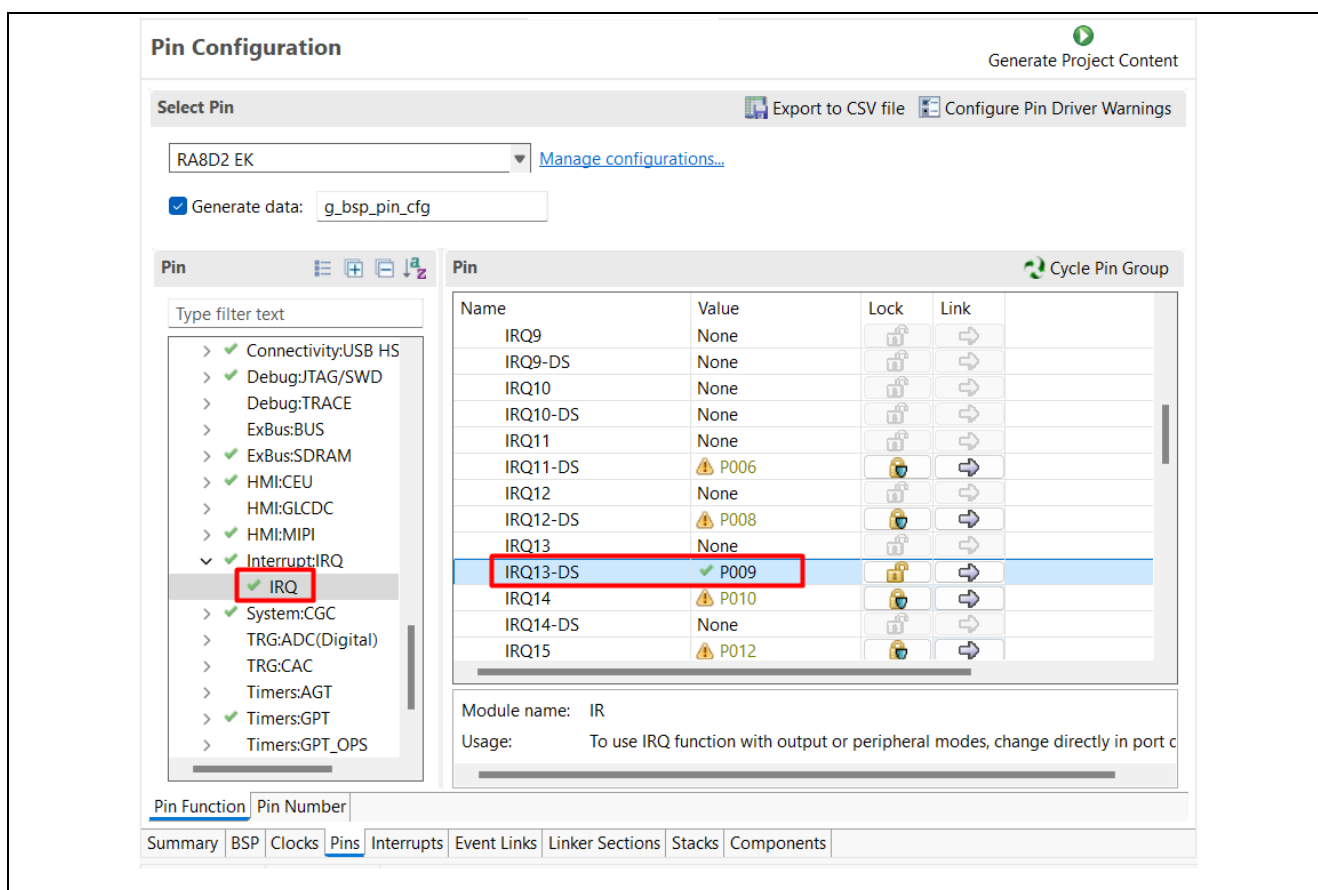 Pin Configuration
Generate Project Content
Select Pin
Export to CSV file
Configure Pin Driver Warnings
RA8D2 EK
Manage configurations...
Generate data: g_bsp_pin_cfg
Pin
Type filter text
Connectivity:USB HS
Debug:JTAG/SWD
Debug:TRACE
ExBus:BUS
ExBus:SDRAM
HMI:CEU
HMI:GLCDC
HMI:MIPI
Interrupt:IRQ
IRQ
System:CGC
TRG:ADC(Digital)
TRG:CAC
Timers:AGT
Timers:GPT
Timers:GPT_OPS
Pin
Cycle Pin Group
Name Value Lock Link
IRQ9 None
IRQ9-DS None
IRQ10 None
IRQ10-DS None
IRQ11 None
IRQ11-DS P006
IRQ12 None
IRQ12-DS P008
IRQ13 None
IRQ13-DS P009
IRQ14 P010
IRQ14-DS None
IRQ15 P012
Module name: IR
Usage: To use IRQ function with output or peripheral modes, change directly in port c
Pin Function Pin Number
Summary BSP Clocks Pins Interrupts Event Links Linker Sections Stacks Components